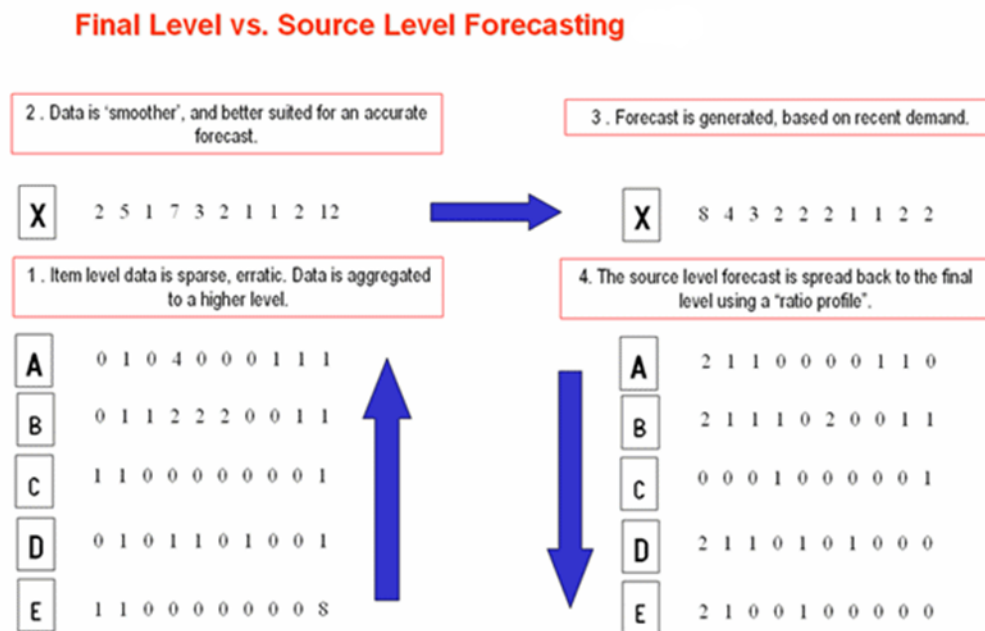 Final Level vs. Source Level Forecasting
2 . Data is ‘smoother’, and better suited for an accurate
forecast.
3 . Forecast is generated, based on recent demand.
X 2 5 1 7 3 2 1 1 2 12
X 8 4 3 2 2 2 1 1 2 2
1 . Item level data is sparse, erratic. Data is aggregated
to a higher level.
4. The source level forecast is spread back to the final
level using a “ratio profile”.
A 0 1 0 4 0 0 0 1 1 1
B 0 1 1 2 2 2 0 0 1 1
C 1 1 0 0 0 0 0 0 0 1
D 0 1 0 1 1 0 1 0 0 1
E 1 1 0 0 0 0 0 0 0 8
A 2 1 1 0 0 0 0 1 1 0
B 2 1 1 1 0 2 0 0 1 1
C 0 0 0 1 0 0 0 0 0 1
D 2 1 1 0 1 0 1 0 0 0
E 2 1 0 0 1 0 0 0 0 0